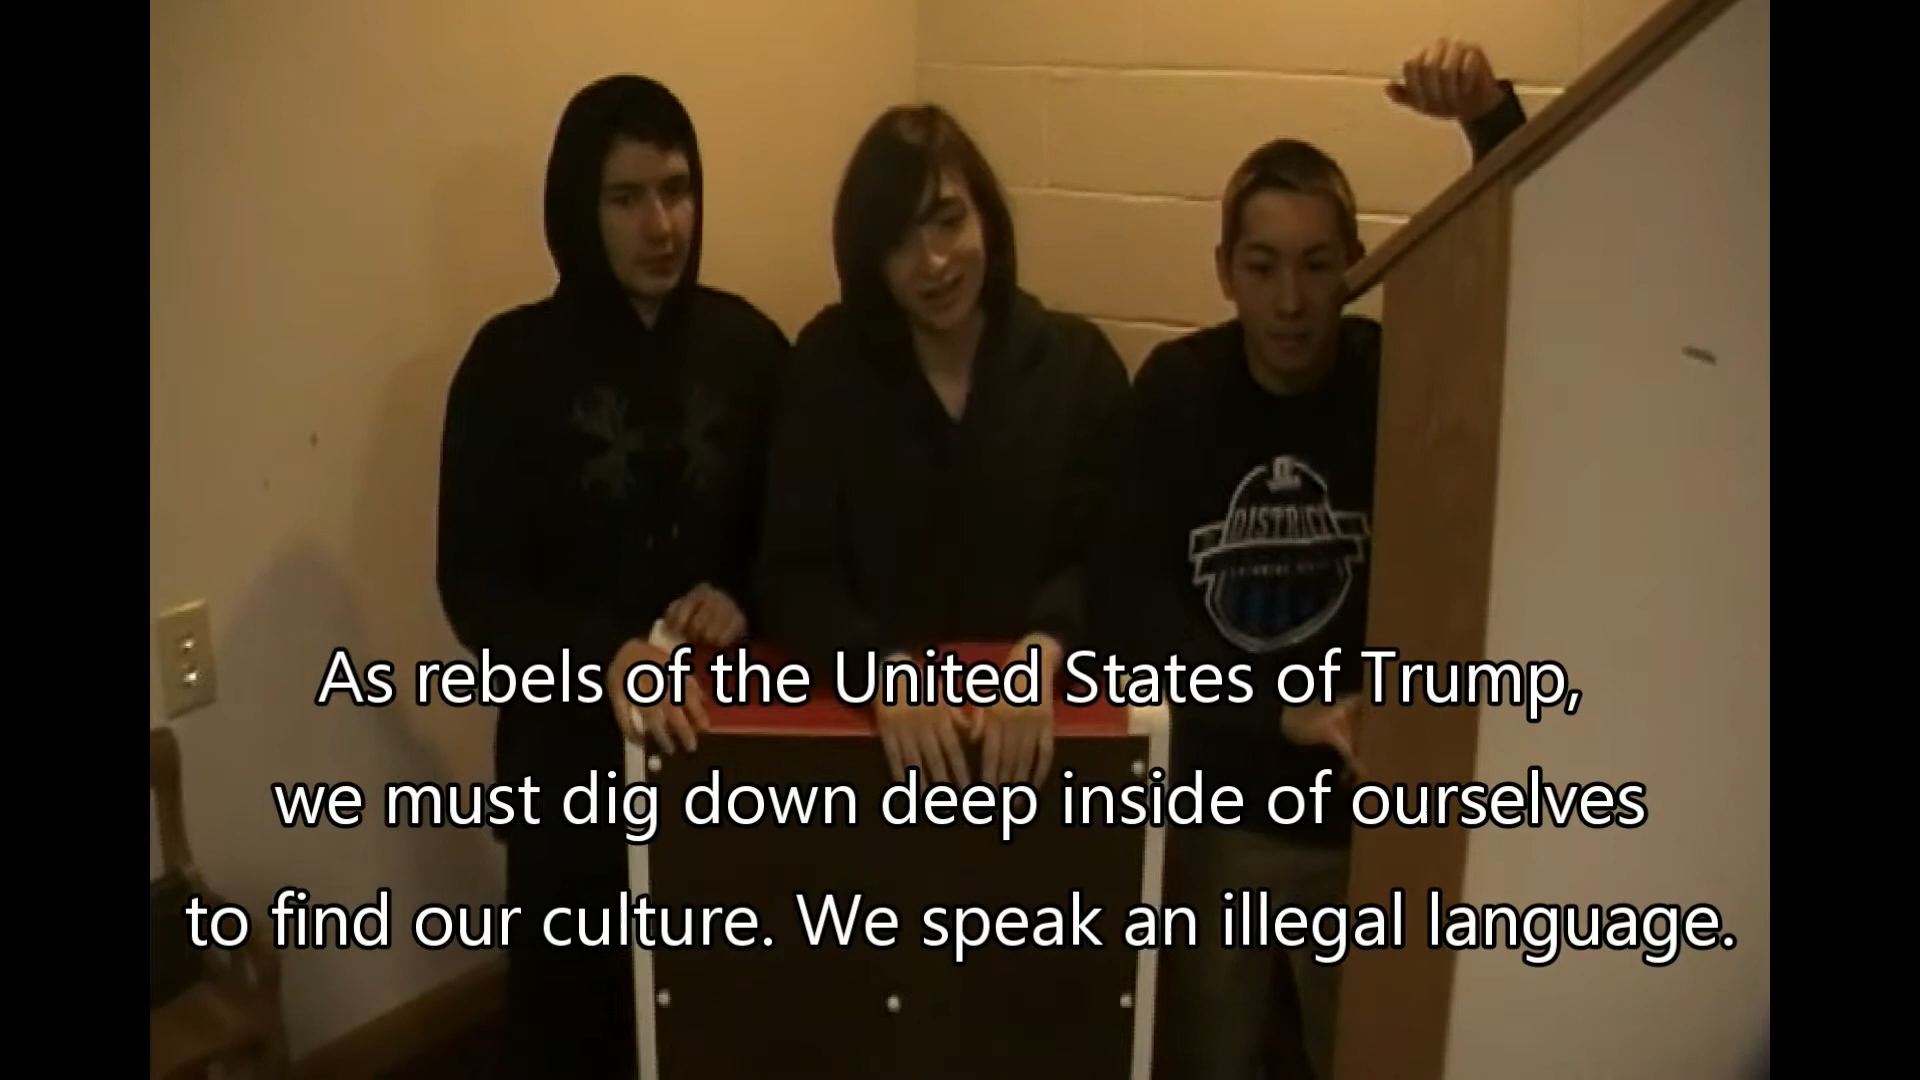 DISTRICT
As rebels of the United States of Trump,
we must dig down deep inside of ourselves
to find our culture. We speak an illegal language.